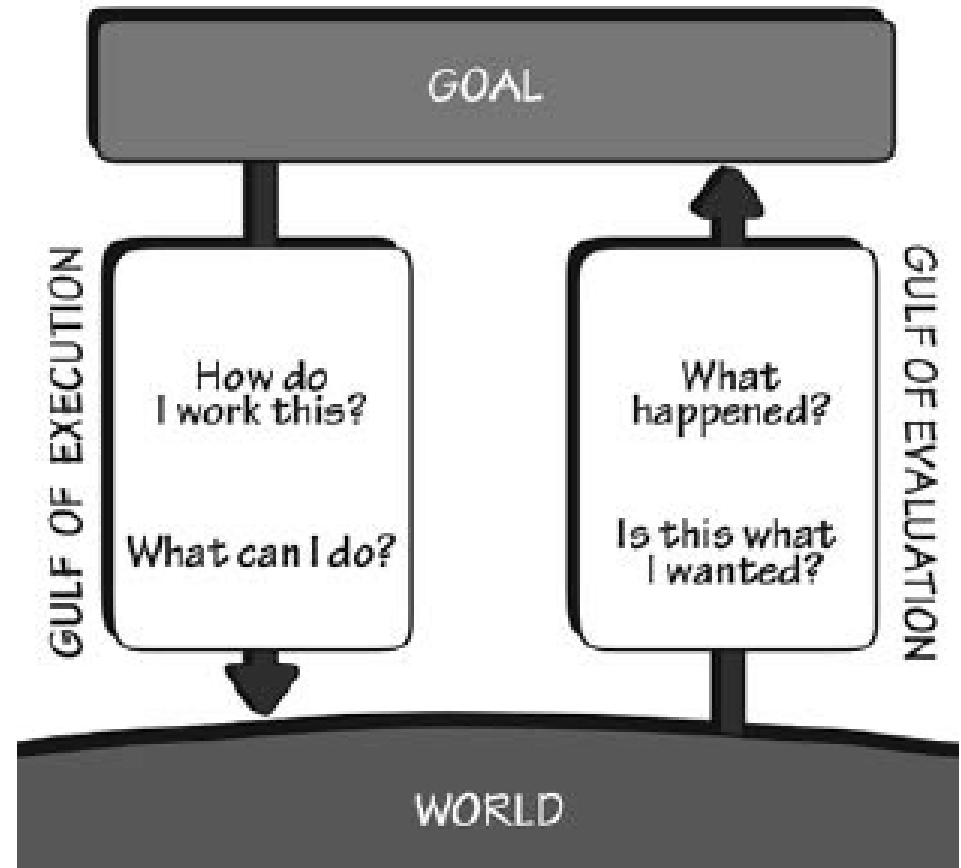 GOAL
GULF OF EXECUTION
How do
I work this?
What can I do?
What
happened?
Is this what
I wanted?
GULF OF EVALUATION
WORLD